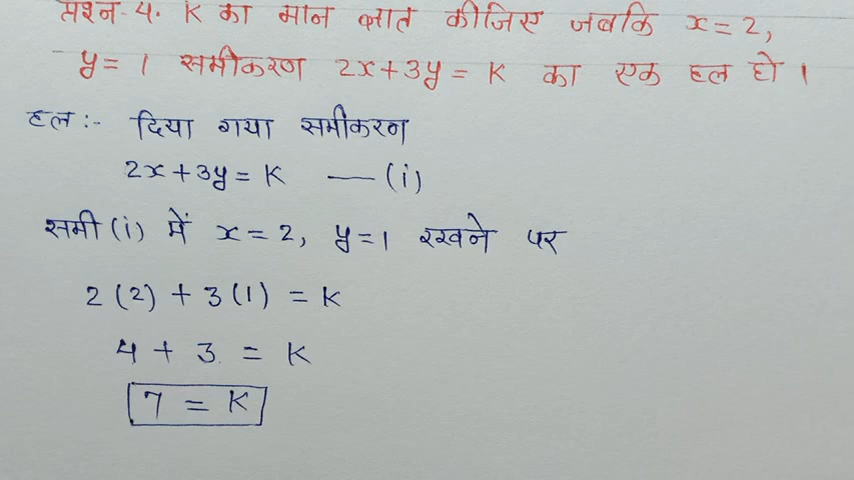 प्रश्न-4. K का मान ज्ञात कीजिए जबकि x = 2,
y = 1 समीकरण 2x+3y = K का एक हल हो ।
हल :- दिया गया समीकरण
2x+3y = K —(i)
समी (i) में x = 2, y=1 रखने पर
2 (2) + 3 (1) = K
4 + 3 = K
7 = K